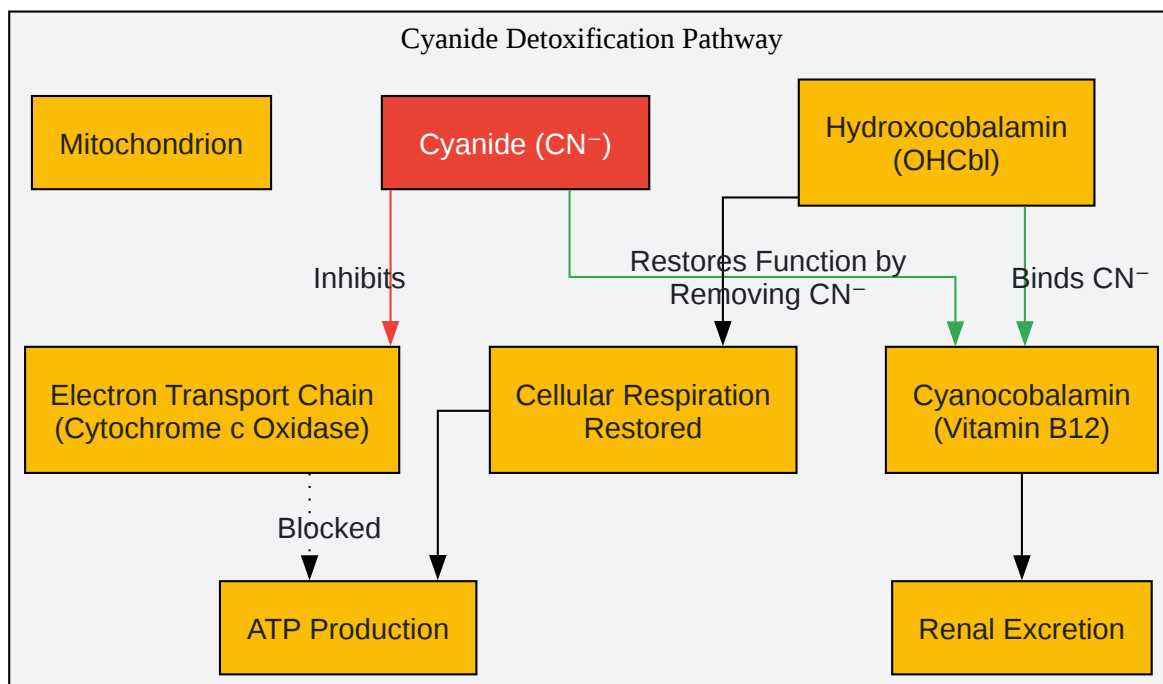 Cyanide Detoxification Pathway
Mitochondrion
Cyanide (CN⁻)
Hydroxocobalamin
(OHCbl)
Inhibits
Restores Function by
Removing CN⁻
Binds CN⁻
Electron Transport Chain
(Cytochrome c Oxidase)
Cellular Respiration
Restored
Cyanocobalamin
(Vitamin B12)
Blocked
ATP Production
Renal Excretion